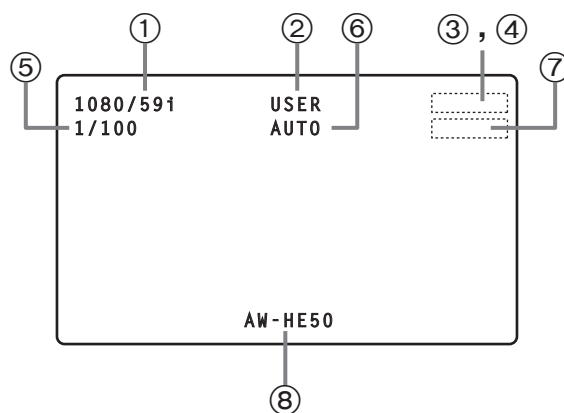 ① ② ⑥ ③ , ④
⑤ ⑦
1080/59i USER
1/100 AUTO
AW-HE50
⑧